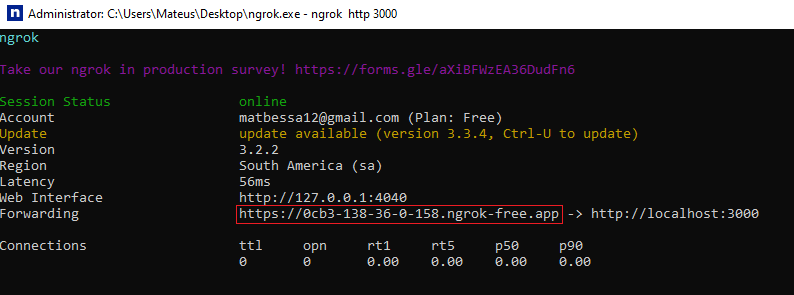 n Administrator: C:\Users\Mateus\Desktop\ngrok.exe - ngrok  http 3000
ngrok
Take our ngrok in production survey! https://forms.gle/aXiBFWzEA36DudFn6
Session Status online
Account matbessa12@gmail.com (Plan: Free)
Update update available (version 3.3.4, Ctrl-U to update)
Version 3.2.2
Region South America (sa)
Latency 56ms
Web Interface http://127.0.0.1:4040
Forwarding https://0cb3-138-36-0-158.ngrok-free.app -> http://localhost:3000
Connections ttl opn rt1 rt5 p50 p90
0 0 0.00 0.00 0.00 0.00